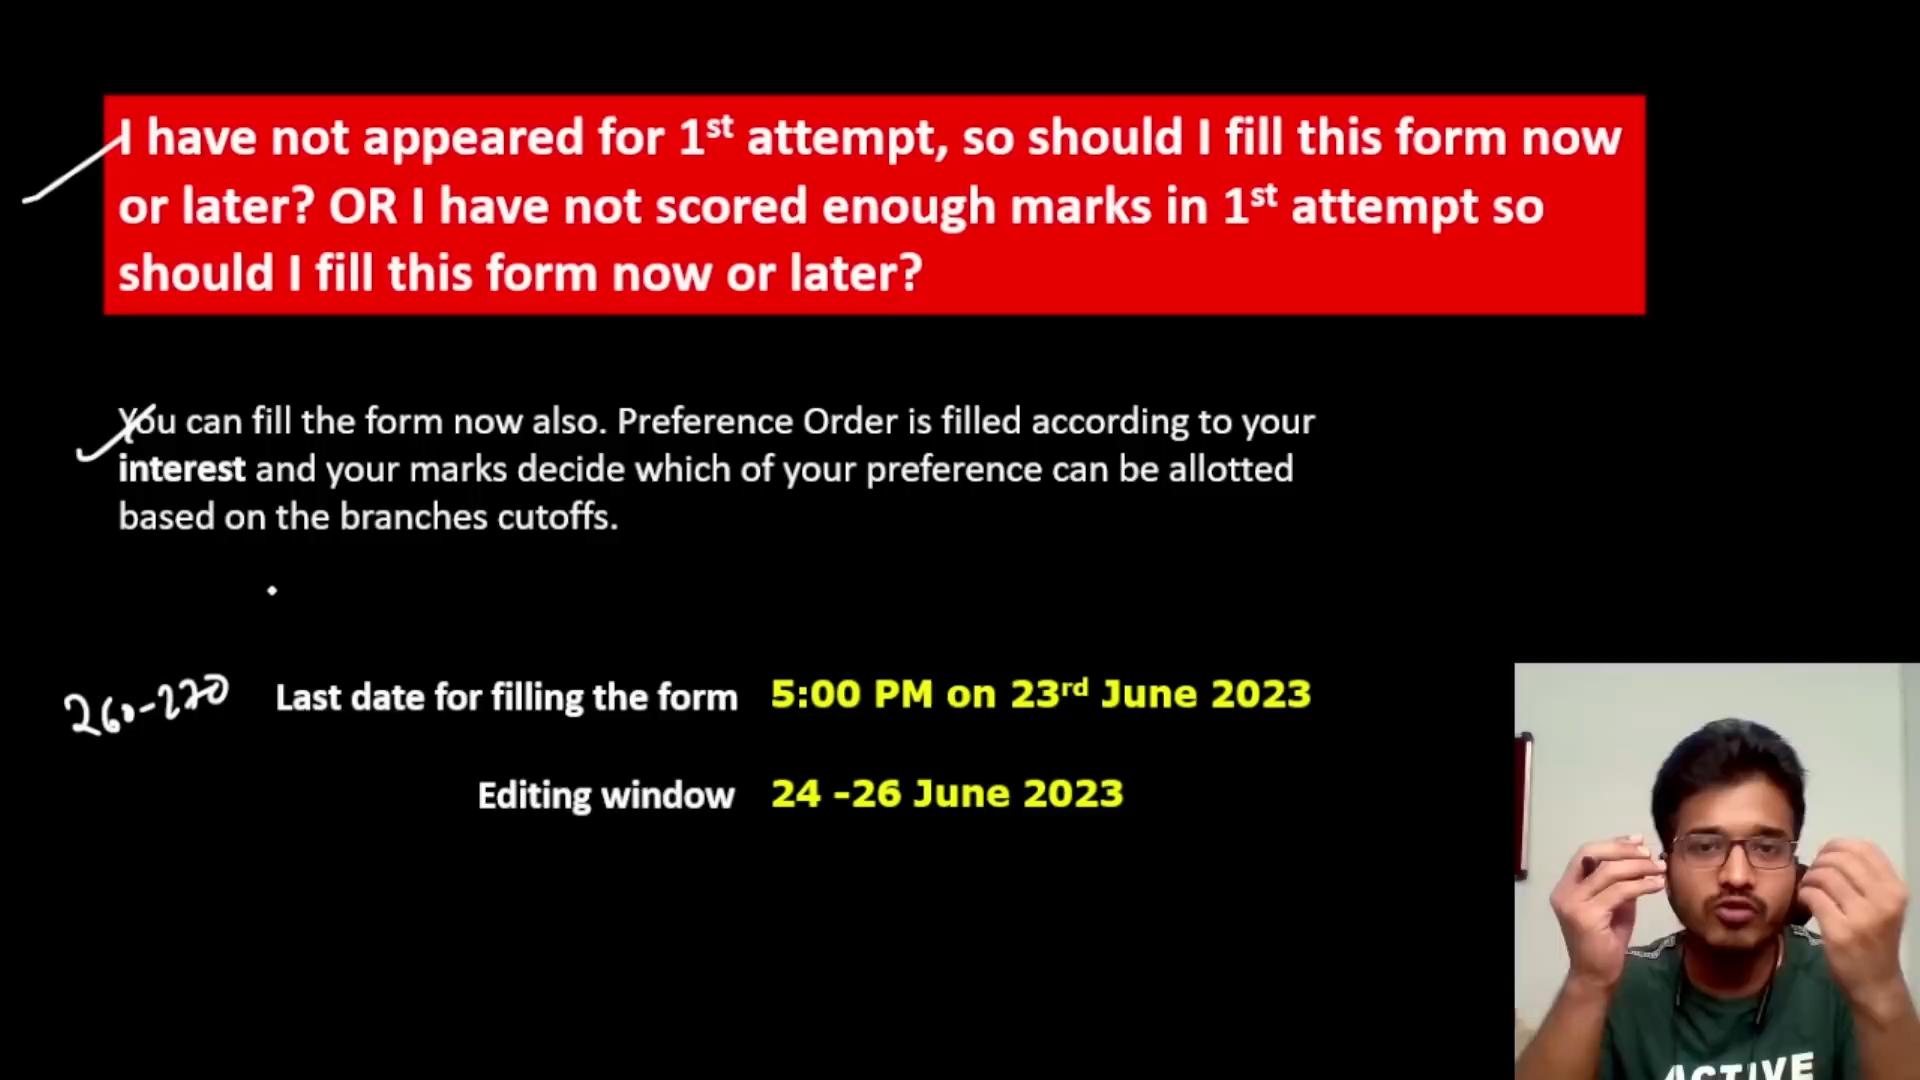 I have not appeared for 1st attempt, so should I fill this form now
or later? OR I have not scored enough marks in 1st attempt so
should I fill this form now or later?
You can fill the form now also. Preference Order is filled according to your
interest and your marks decide which of your preference can be allotted
based on the branches cutoffs.
260-270 Last date for filling the form 5:00 PM on 23rd June 2023
Editing window 24 -26 June 2023
ACTIVE